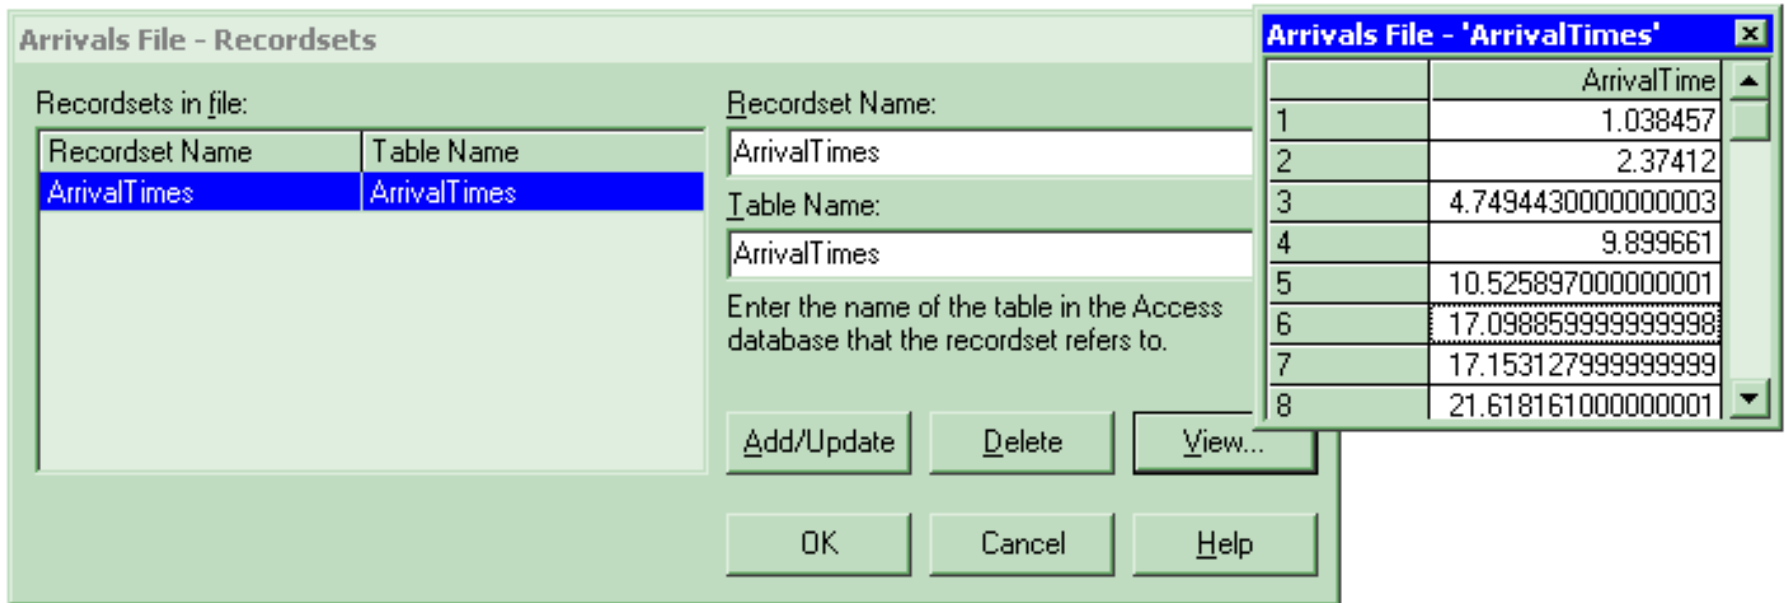 Arrivals File - Recordsets
Recordsets in file:
Recordset Name Table Name
ArrivalTimes ArrivalTimes
Recordset Name:
ArrivalTimes
Table Name:
ArrivalTimes
Enter the name of the table in the Access
database that the recordset refers to.
Add/Update Delete View...
OK Cancel Help
Arrivals File - 'ArrivalTimes'
ArrivalTime
1 1.038457
2 2.37412
3 4.7494430000000003
4 9.899661
5 10.525897000000001
6 17.098859999999998
7 17.153127999999999
8 21.618161000000001